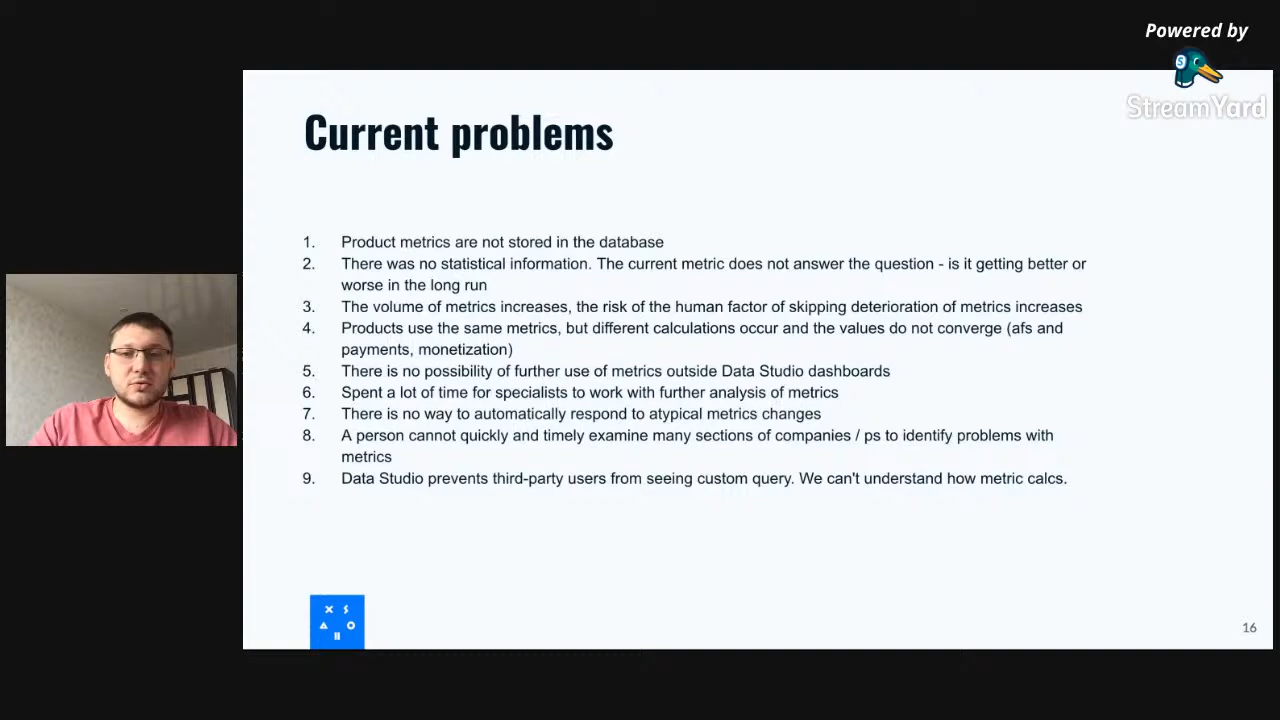 Powered by
StreamYard
Current problems
1. Product metrics are not stored in the database
2. There was no statistical information. The current metric does not answer the question - is it getting better or
worse in the long run
3. The volume of metrics increases, the risk of the human factor of skipping deterioration of metrics increases
4. Products use the same metrics, but different calculations occur and the values do not converge (afs and
payments, monetization)
5. There is no possibility of further use of metrics outside Data Studio dashboards
6. Spent a lot of time for specialists to work with further analysis of metrics
7. There is no way to automatically respond to atypical metrics changes
8. A person cannot quickly and timely examine many sections of companies / ps to identify problems with
metrics
9. Data Studio prevents third-party users from seeing custom query. We can't understand how metric calcs.
16